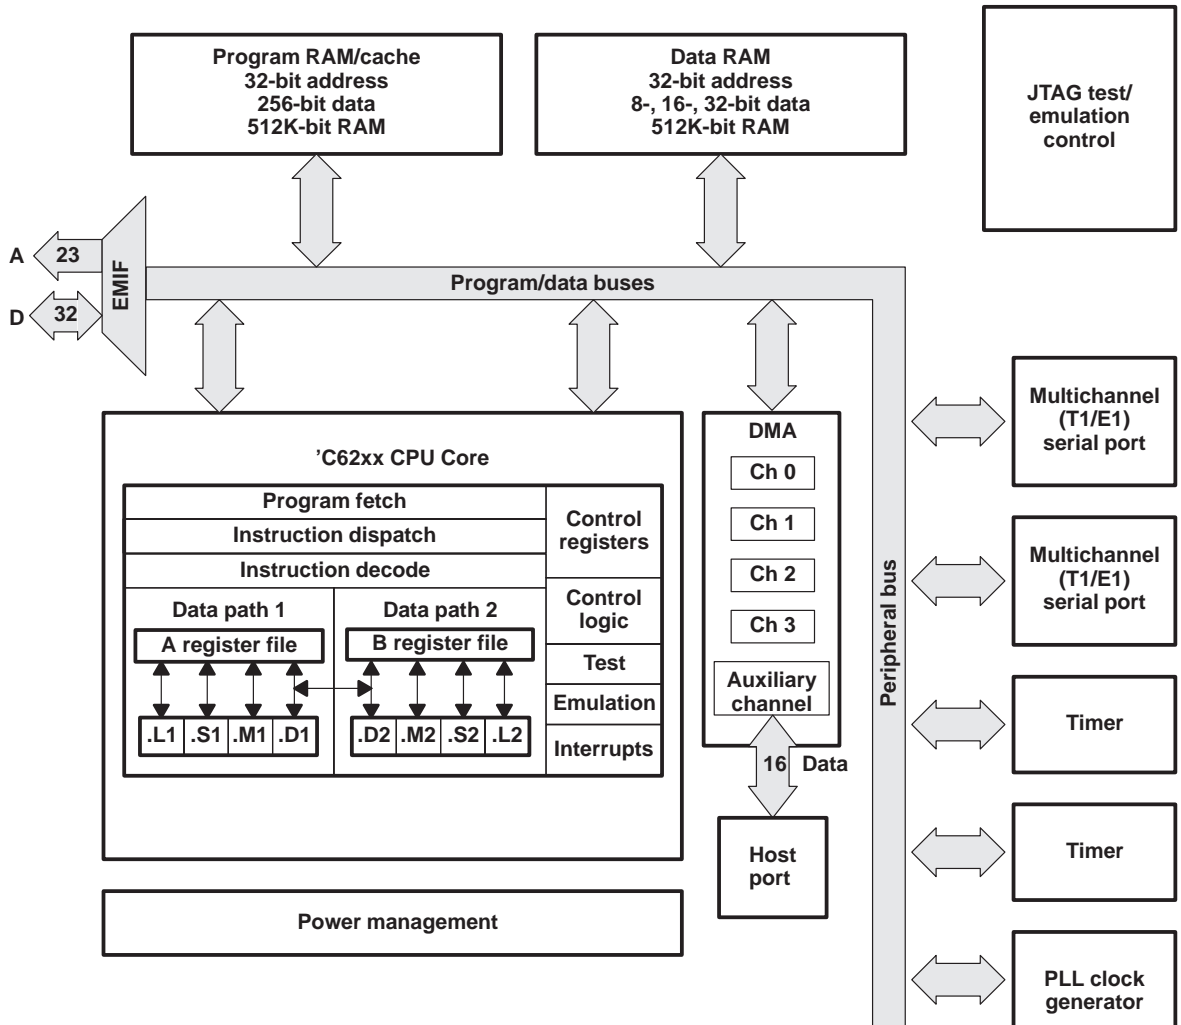 Program RAM/cache
32-bit address
256-bit data
512K-bit RAM
Data RAM
32-bit address
8-, 16-, 32-bit data
512K-bit RAM
JTAG test/
emulation
control
A
23
D
32
EMIF
Program/data buses
'C62xx CPU Core
Program fetch
Instruction dispatch
Instruction decode
Data path 1
Data path 2
A register file
B register file
.L1 .S1 .M1 .D1
.D2 .M2 .S2 .L2
Control
registers
Control
logic
Test
Emulation
Interrupts
DMA
Ch 0
Ch 1
Ch 2
Ch 3
Auxiliary
channel
16 Data
Host
port
Peripheral bus
Multichannel
(T1/E1)
serial port
Multichannel
(T1/E1)
serial port
Timer
Timer
PLL clock
generator
Power management